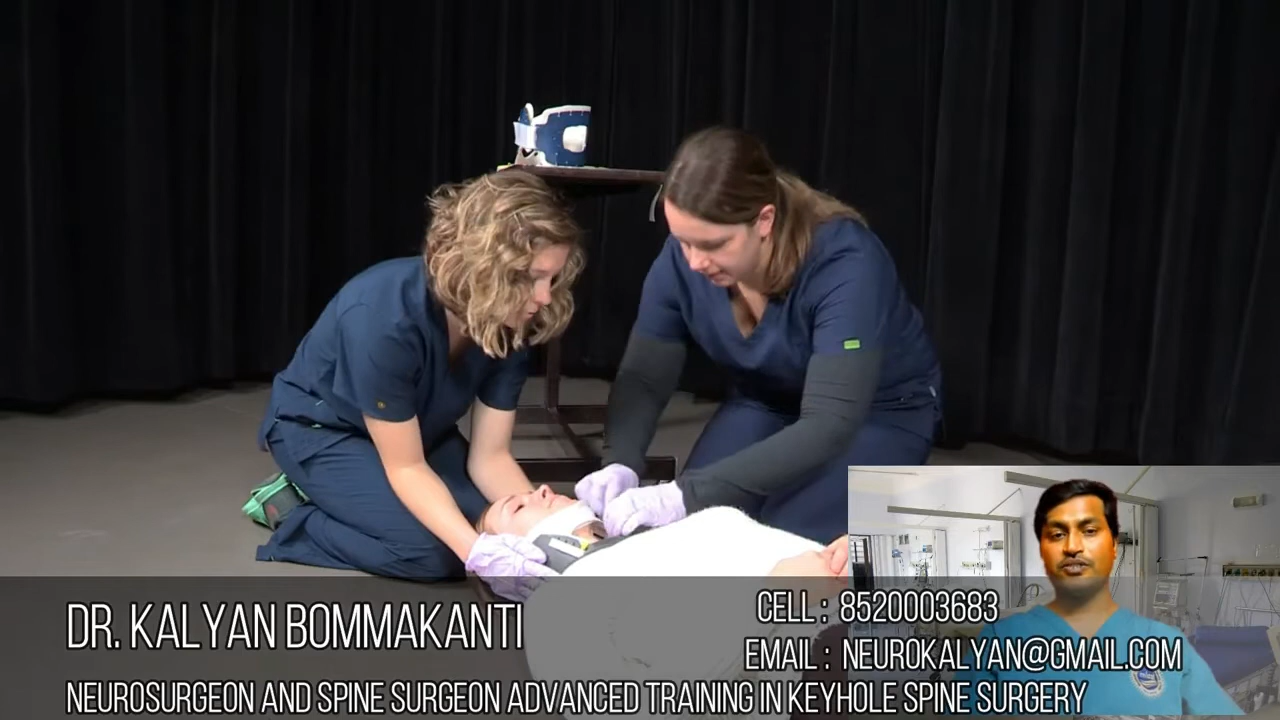 DR. KALYAN BOMMAKANTI
CELL : 8520003683
EMAIL : NEUROKALYAN@GMAIL.COM
NEUROSURGEON AND SPINE SURGEON ADVANCED TRAINING IN KEYHOLE SPINE SURGERY